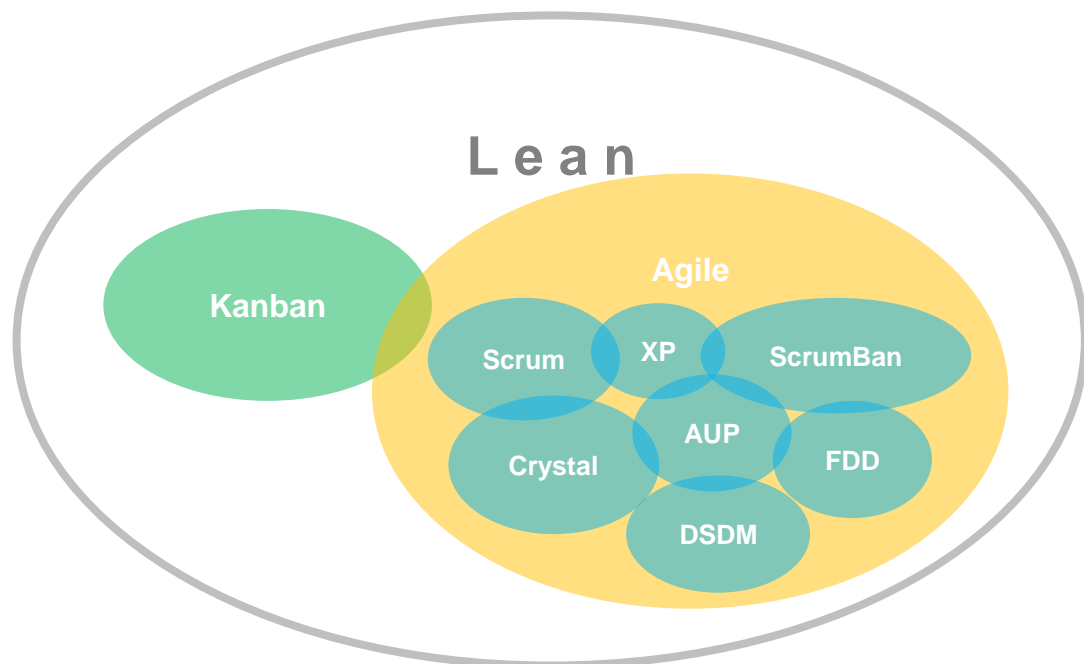 Lean
Agile
Kanban
Scrum
XP
ScrumBan
AUP
Crystal
FDD
DSDM